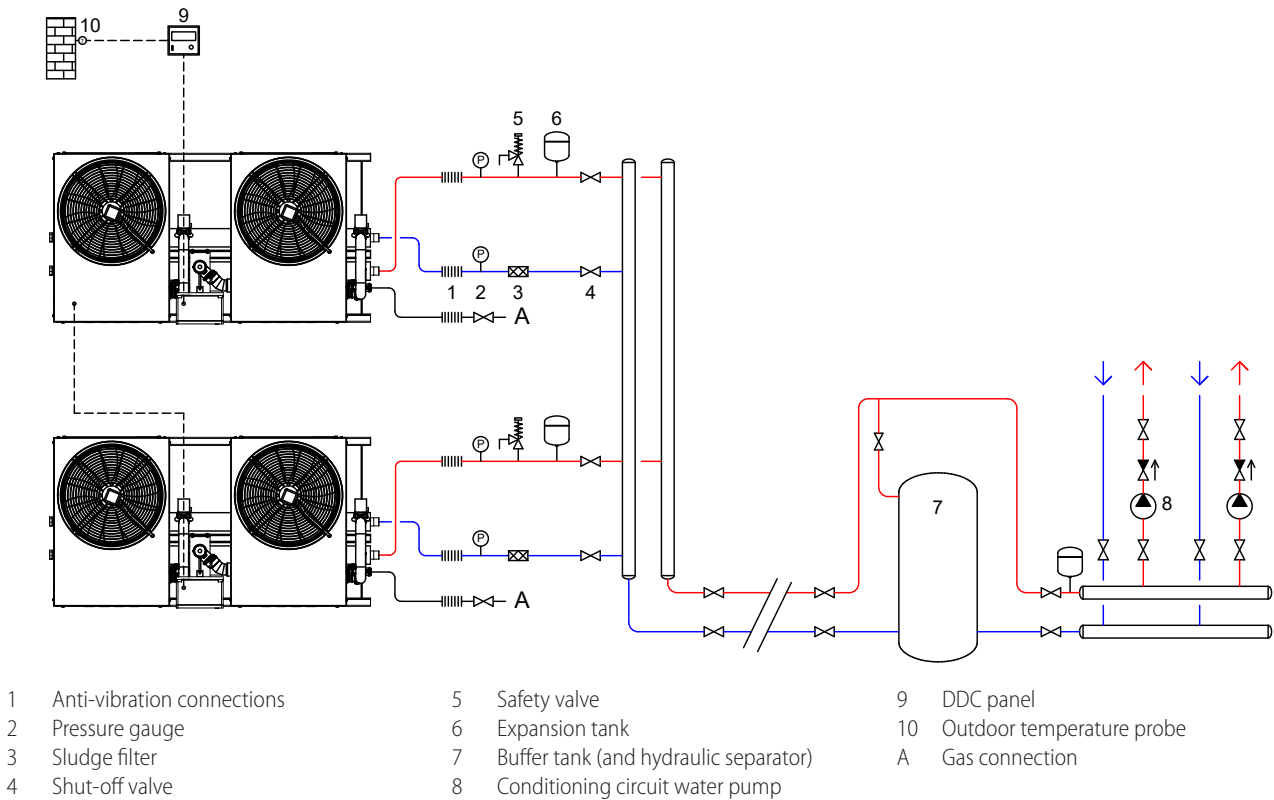 9
10
5
6
P
P
1
2
3
4
A
P
P
A
7
8
1 Anti-vibration connections
2 Pressure gauge
3 Sludge filter
4 Shut-off valve
5 Safety valve
6 Expansion tank
7 Buffer tank (and hydraulic separator)
8 Conditioning circuit water pump
9 DDC panel
10 Outdoor temperature probe
A Gas connection